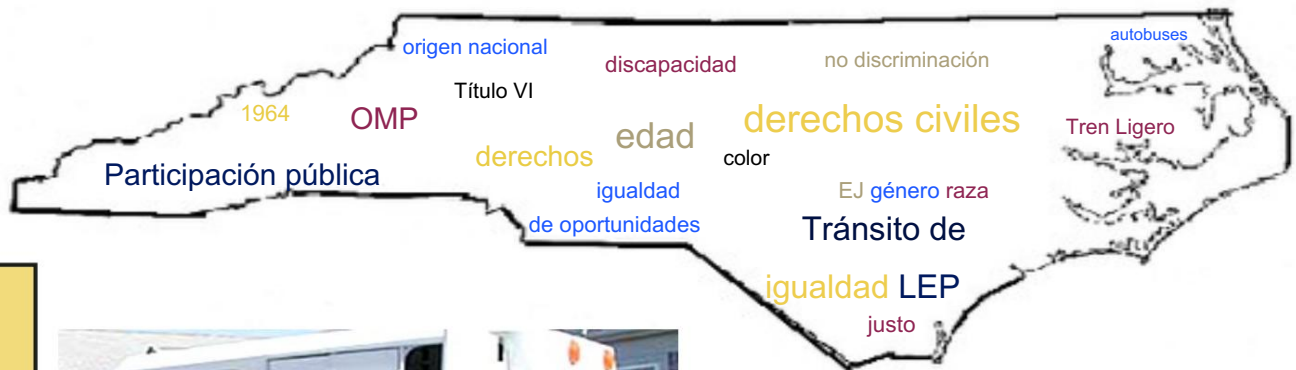 autobuses
origen nacional
discapacidad
no discriminación
Título VI
1964
OMP
derechos civiles
Tren Ligero
edad
derechos
color
Participación pública
igualdad
EJ género raza
de oportunidades
Tránsito de
igualdad LEP
justo